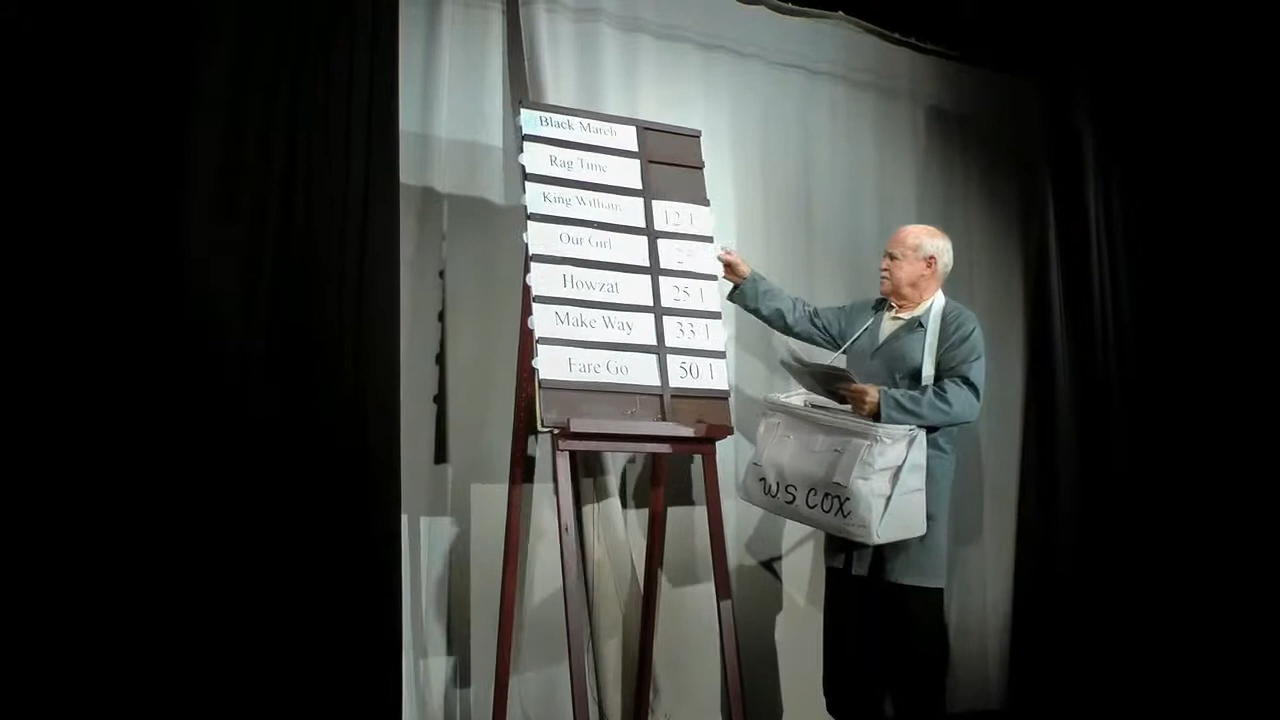 Black March
Rag Time
King William 12 1
Our Girl
Howzat 25 1
Make Way 33 1
Fare Go 50 1
W.S. COX